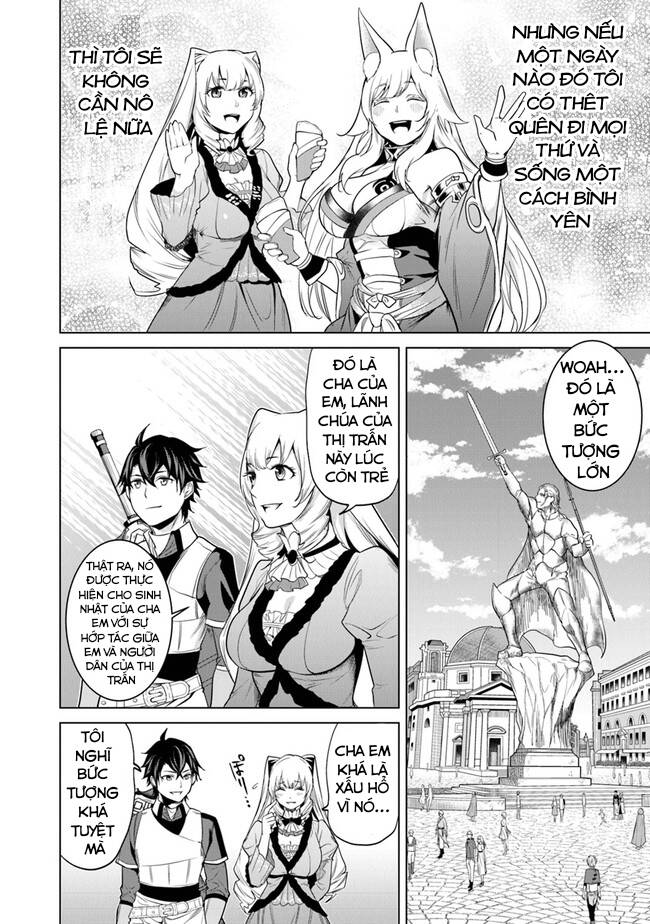 NHƯNG NẾU
MỘT NGÀY
NÀO ĐÓ TÔI
CÓ THỂT
QUÊN ĐI MỌI
THỨ VÀ
SỐNG MỘT
CÁCH BÌNH
YÊN
THÌ TÔI SẼ
KHÔNG
CẦN NÔ
LỆ NỮA
WOAH...
ĐÓ LÀ
MỘT
BỨC
TƯỢNG
LỚN
ĐÓ LÀ
CHA CỦA
EM, LÃNH
CHÚA CỦA
THỊ TRẤN
NÀY LÚC
CÒN TRẺ
THẬT RA, NÓ
ĐƯỢC THỰC
HIỆN CHO SINH
NHẬT CỦA CHA
EM VỚI SỰ
HỚP TÁC GIỮA
EM VÀ NGƯỜI
DÂN CỦA THỊ
TRẤN
CHA EM
KHÁ LÀ
XẤU HỔ
VÌ NÓ...
TÔI
NGHĨ
BỨC
TƯỢNG
KHÁ
TUYỆT
MÀ